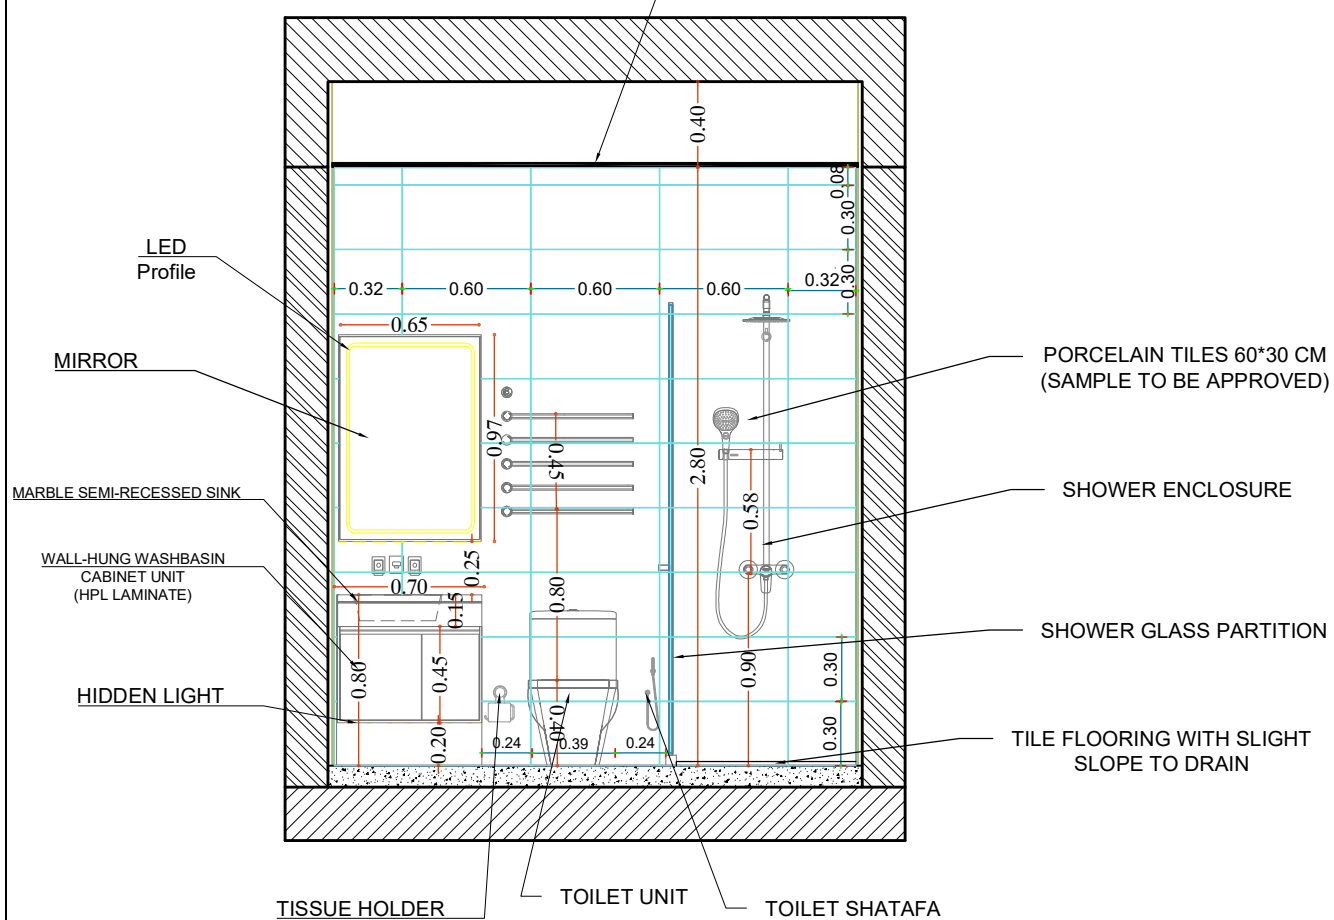 0.40
0.08
0.30
0.30
LED
Profile
0.32
0.60
0.60
0.60
0.32
0.65
MIRROR
PORCELAIN TILES 60*30 CM
(SAMPLE TO BE APPROVED)
0.97
0.45
2.80
0.58
MARBLE SEMI-RECESSED SINK
SHOWER ENCLOSURE
WALL-HUNG WASHBASIN
CABINET UNIT
(HPL LAMINATE)
0.25
0.70
0.15
0.80
0.80
0.45
0.90
SHOWER GLASS PARTITION
0.30
HIDDEN LIGHT
0.20
0.40
0.24
0.39
0.24
0.30
TILE FLOORING WITH SLIGHT
SLOPE TO DRAIN
TISSUE HOLDER
TOILET UNIT
TOILET SHATAFA